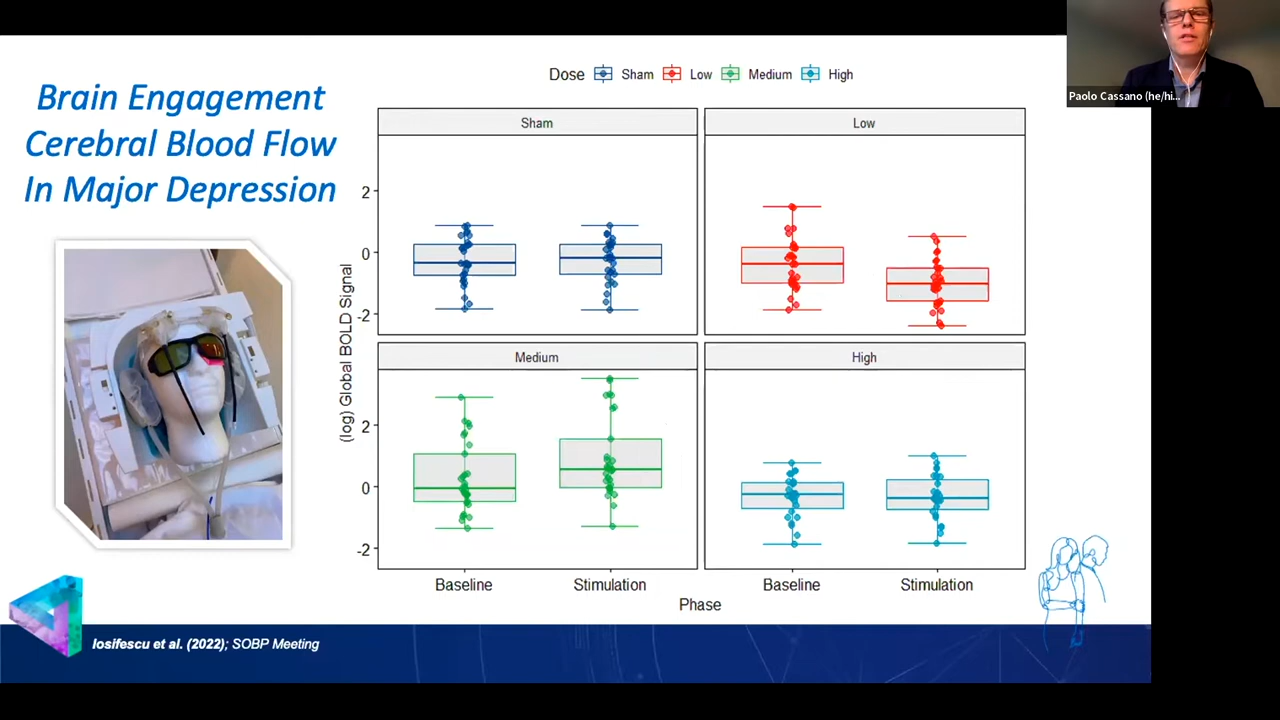 Paolo Cassano (he/hi...
Brain Engagement
Cerebral Blood Flow
In Major Depression
Dose Sham Low Medium High
Sham
Low
(log) Global BOLD Signal
2
0
-2
Medium
High
2
0
-2
Baseline
Stimulation
Baseline
Stimulation
Phase
Iosifescu et al. (2022); SOBP Meeting